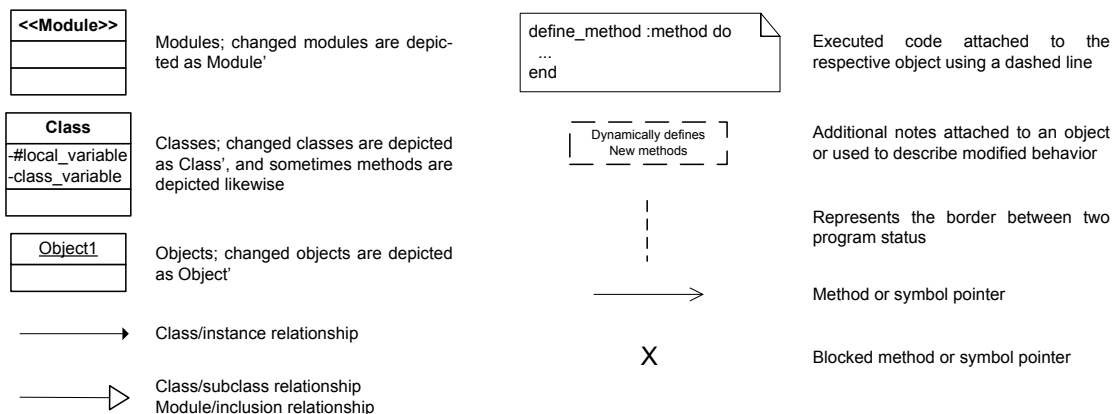 <<Module>>
Modules; changed modules are depic-
ted as Module’
Class
-#local_variable
-class_variable
Classes; changed classes are depicted
as Class’, and sometimes methods are
depicted likewise
Object1
Objects; changed objects are depicted
as Object’
Class/instance relationship
Class/subclass relationship
Module/inclusion relationship
define_method :method do
...
end
Executed code attached to the
respective object using a dashed line
Dynamically defines
New methods
Additional notes attached to an object
or used to describe modified behavior
Represents the border between two
program status
Method or symbol pointer
X
Blocked method or symbol pointer